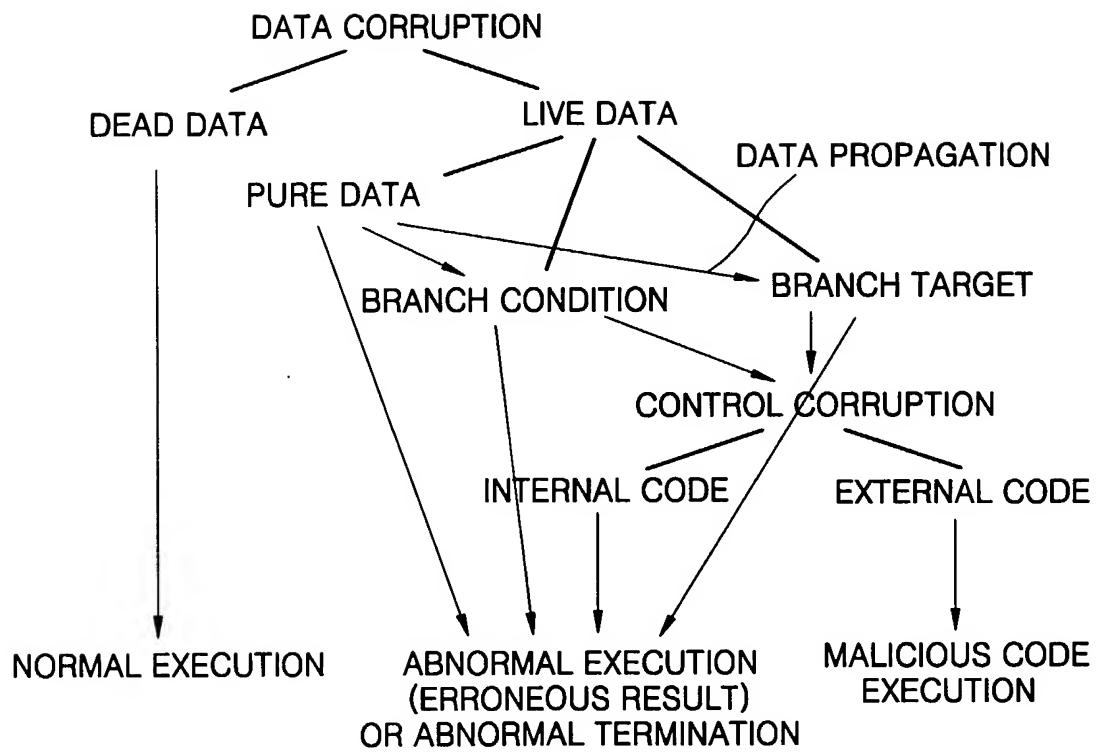 DATA CORRUPTION
DEAD DATA
LIVE DATA
DATA PROPAGATION
PURE DATA
BRANCH CONDITION
BRANCH TARGET
CONTROL CORRUPTION
INTERNAL CODE
EXTERNAL CODE
NORMAL EXECUTION
ABNORMAL EXECUTION
(ERRONEOUS RESULT)
OR ABNORMAL TERMINATION
MALICIOUS CODE
EXECUTION